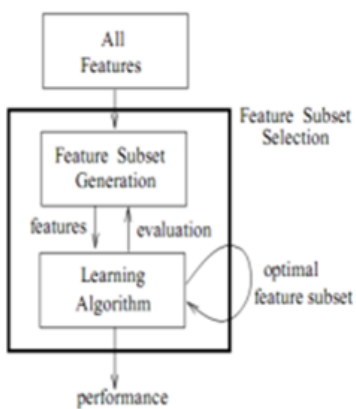 All
Features
Feature Subset
Selection
Feature Subset
Generation
features
evaluation
Learning
Algorithm
optimal
feature subset
performance